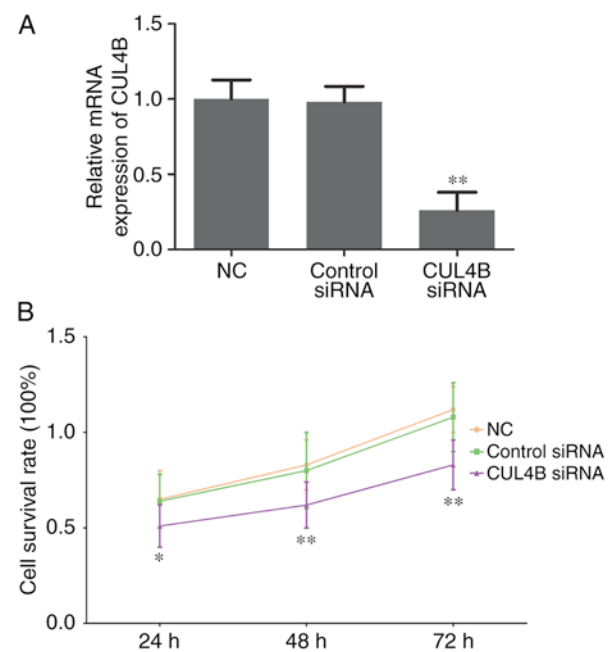 A
Relative mRNA
expression of CUL4B
1.5
1.0
0.5
0.0
**
NC
Control
siRNA
CUL4B
siRNA
B
Cell survival rate (100%)
1.5
1.0
0.5
0.0
NC
Control siRNA
CUL4B siRNA
*
**
**
24 h
48 h
72 h